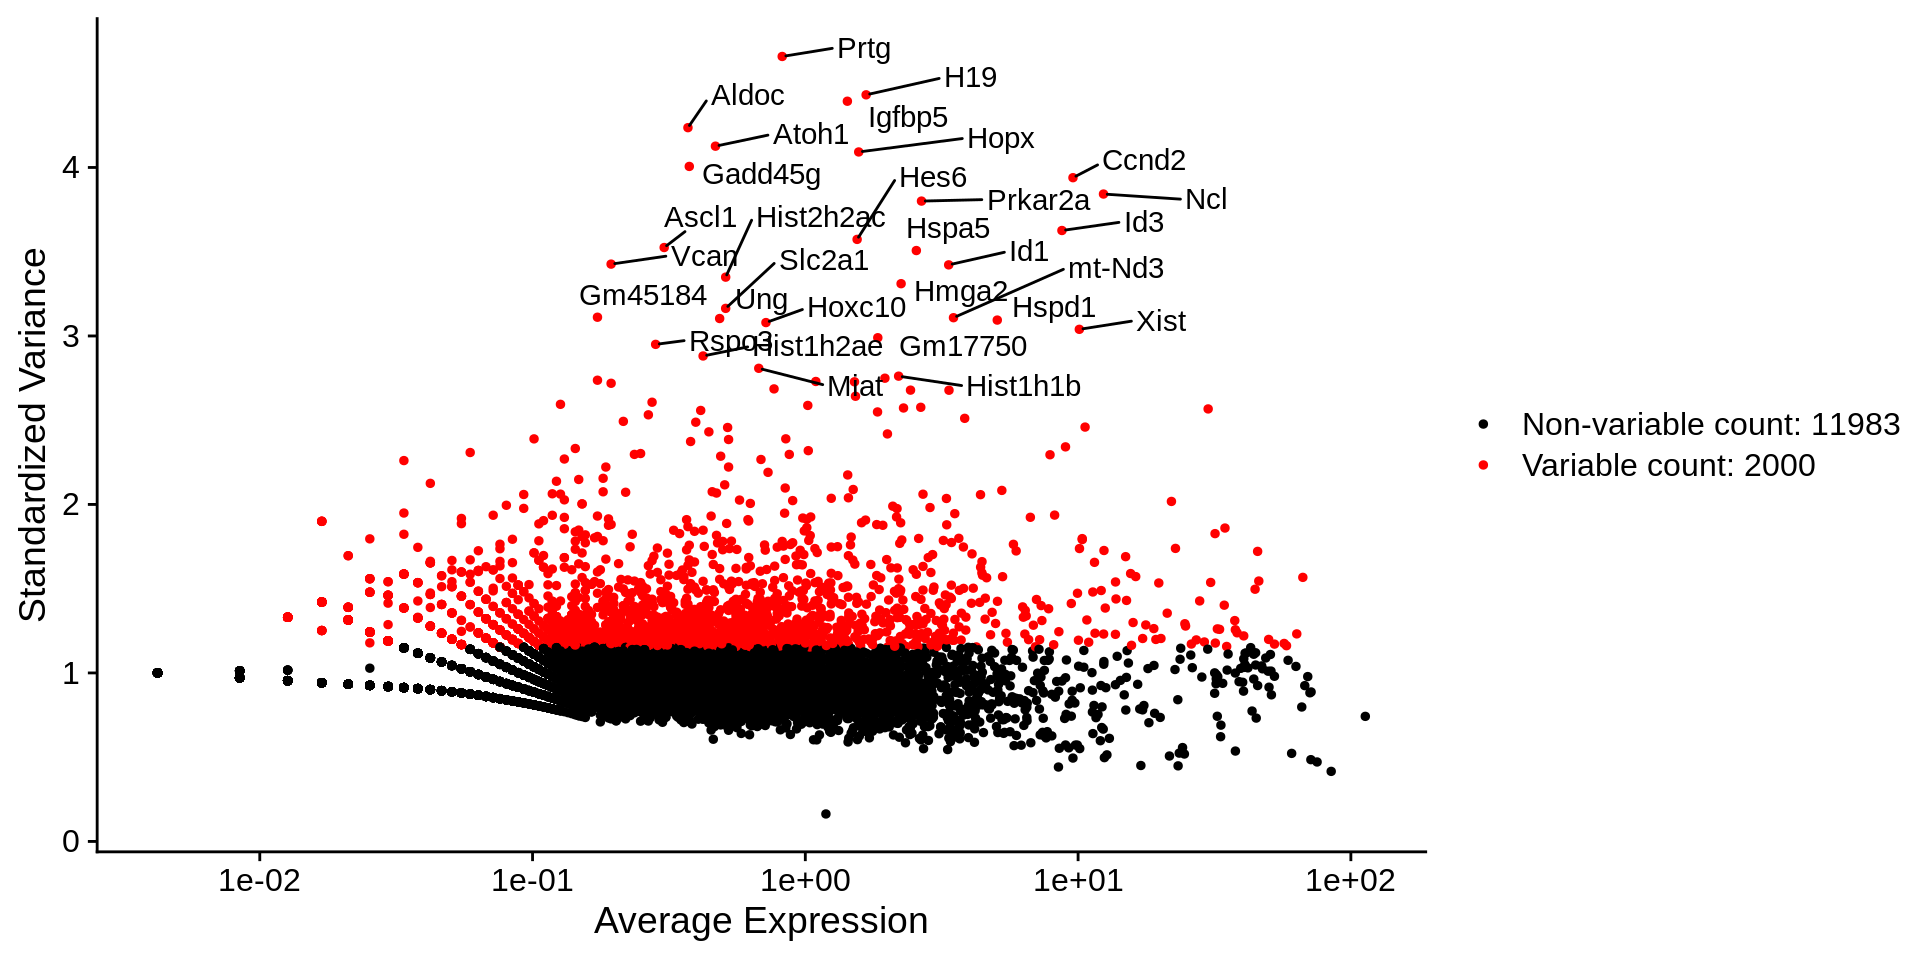 Prtg
H19
Aldoc
Igfbp5
Atoh1
Hopx
Ccnd2
Gadd45g
Hes6
Prkar2a
Ncl
Ascl1
Hist2h2ac
Id3
Hspa5
Vcan
Slc2a1
Id1
mt-Nd3
Gm45184
Ung
Hoxc10
Hmga2
Hspd1
Xist
Rspo3
Hist1h2ae
Gm17750
Miat
Hist1h1b
4
3
2
1
0
Standardized Variance
1e-02
1e-01
1e+00
1e+01
1e+02
Average Expression
Non-variable count: 11983
Variable count: 2000